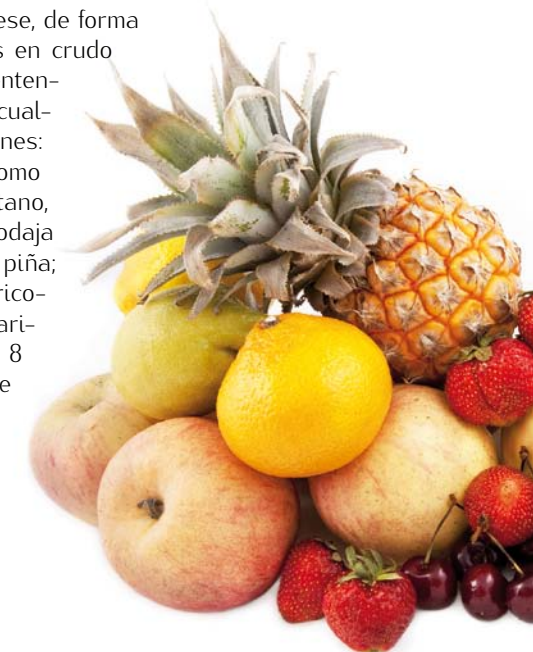 ese, de forma
s en crudo
nten-
cual-
nes:
omo
tano,
odaja
piña;
rico-
ari-
8
e